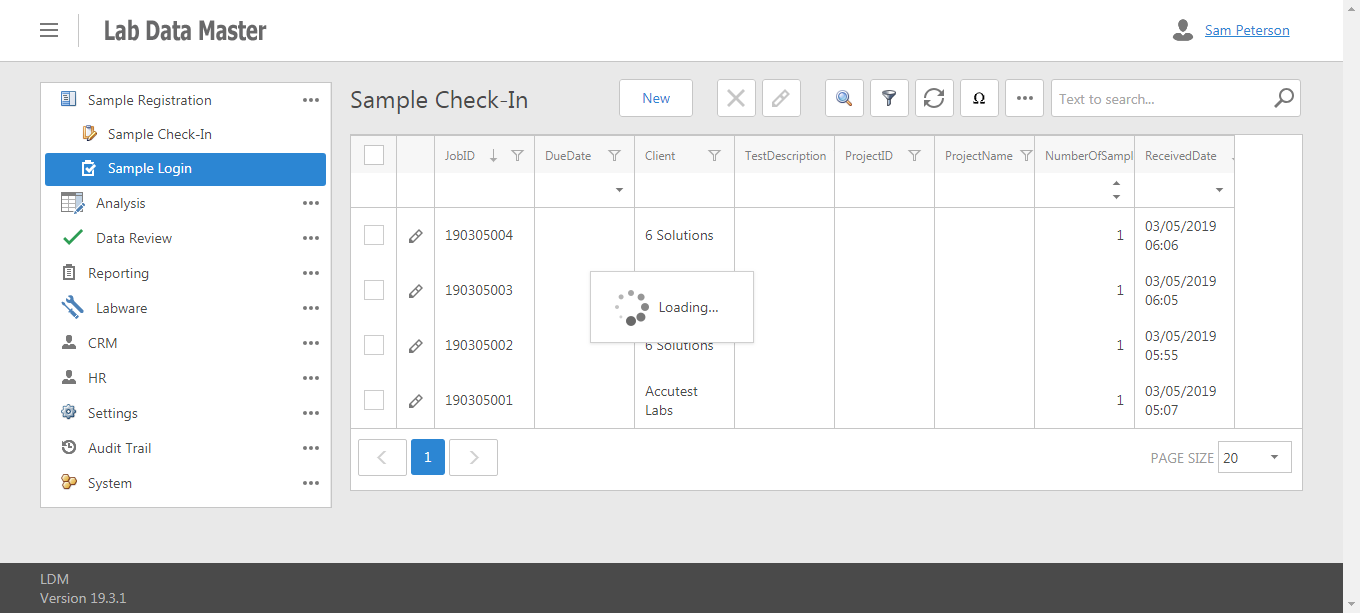 Lab Data Master
Sam Peterson
Sample Registration
Sample Check-In
Sample Login
Analysis
Data Review
Reporting
Labware
CRM
HR
Settings
Audit Trail
System
Sample Check-In
New
Ω
Text to search...
JobID DueDate Client TestDescription ProjectID ProjectName NumberOfSampl ReceivedDate
190305004 6 Solutions 1 03/05/2019
06:06
190305003 1 03/05/2019
06:05
Loading...
190305002 6 Solutions 1 03/05/2019
05:55
190305001 Accutest
Labs 1 03/05/2019
05:07
1
PAGE SIZE 20
LDM
Version 19.3.1